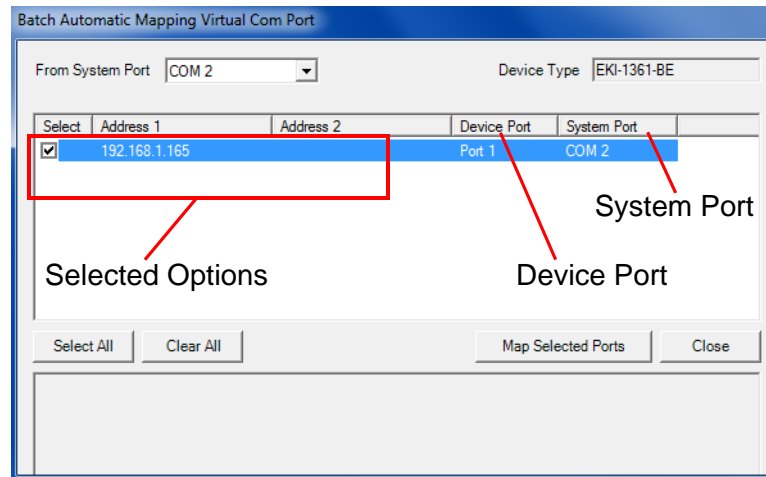 Batch Automatic Mapping Virtual Com Port
From System Port COM 2 Device Type EKI-1361-BE
Select Address 1 Address 2 Device Port System Port
192.168.1.165 Port 1 COM 2
System Port
Selected Options Device Port
Select All Clear All Map Selected Ports Close